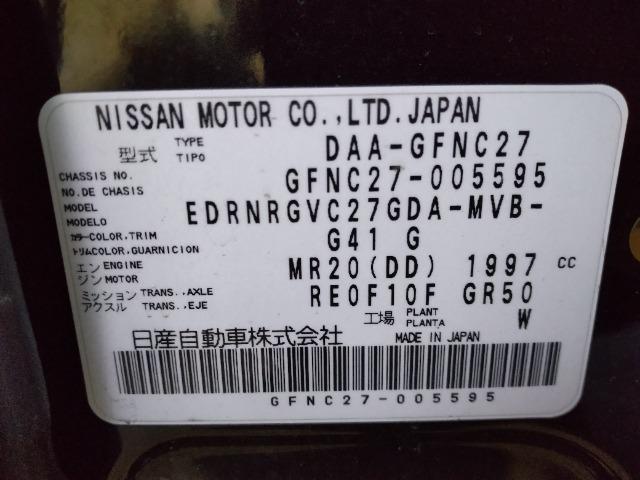 NISSAN MOTOR CO.,LTD.JAPAN
型式 TYPE TIPO DAA-GFNC27
CHASSIS NO. NO.DE CHASIS GFNC27-005595
MODEL MODELO EDRNRGVC27GDA-MVB-
カラー COLOR,TRIM トリムCOLOR,GUARNICION G41 G
エンジン ENGINE MOTOR MR20(DD) 1997 CC
ミッション TRANS.,AXLE アクスル TRANS.,EJE RE0F10F GR50
工場 PLANT PLANTA W
日産自動車株式会社 MADE IN JAPAN
GFNC27-005595